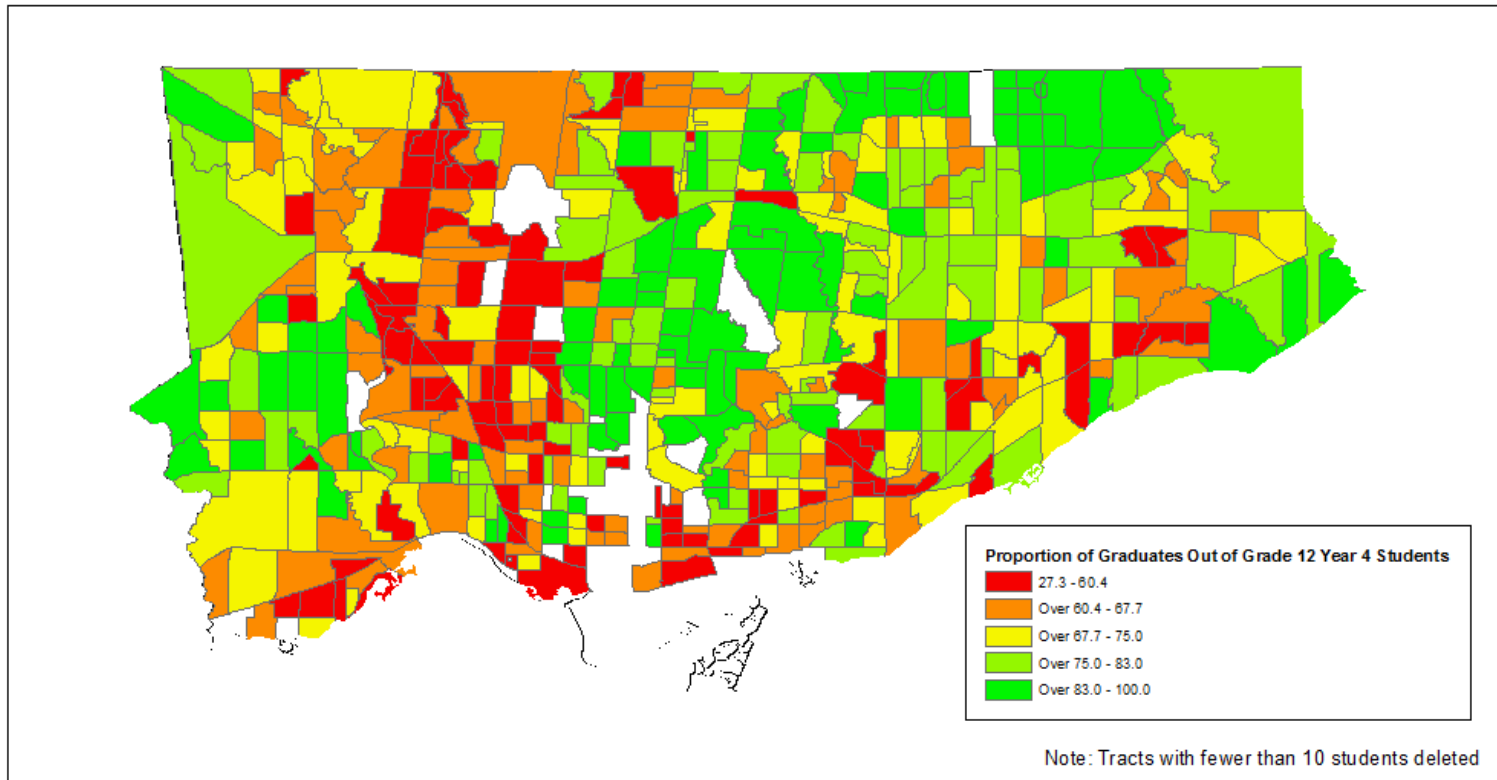 Proportion of Graduates Out of Grade 12 Year 4 Students
27.3 - 60.4
Over 60.4 - 67.7
Over 67.7 - 75.0
Over 75.0 - 83.0
Over 83.0 - 100.0
Note: Tracts with fewer than 10 students deleted